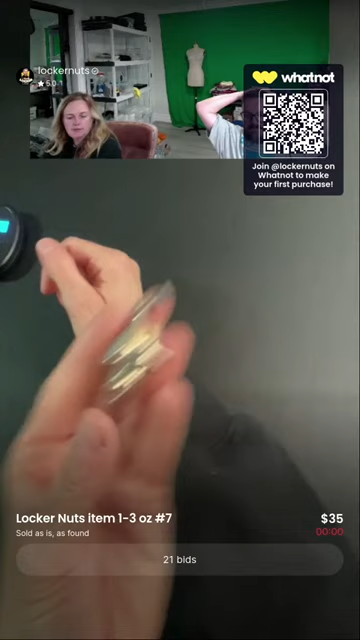 lockernuts
5.0
whatnot
Join @lockernuts on
Whatnot to make
your first purchase!
Locker Nuts item 1-3 oz #7
$35
Sold as is, as found
00:00
21 bids